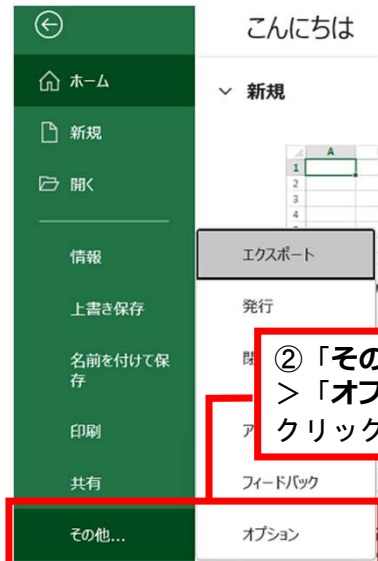 こんにちは
ホーム
新規
新規
開く
A
1
2
3
4
情報
エクスポート
上書き保存
発行
名前を付けて保
存
閉
②「その
＞「オプ
クリック
印刷
ア
共有
フィードバック
その他...
オプション